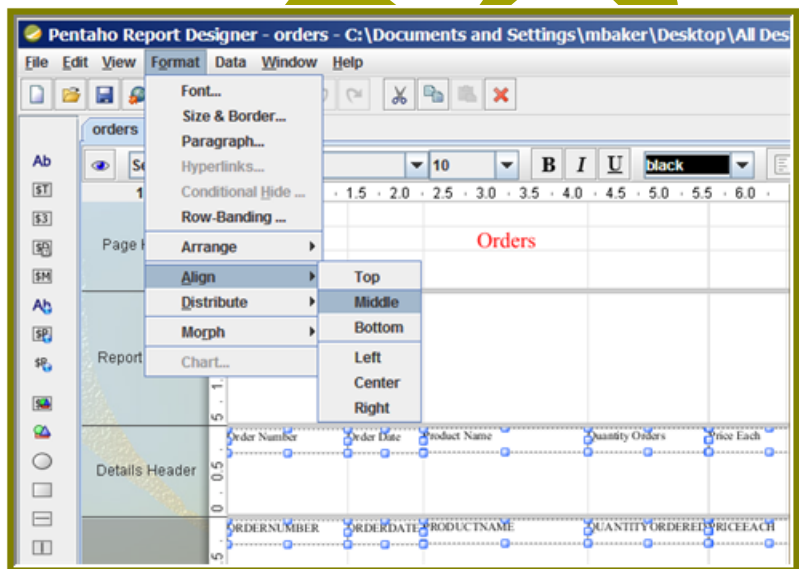 Pentaho Report Designer - orders - C:\Documents and Settings\mbaker\Desktop\All Des
File Edit View Format Data Window Help
Font...
Size & Border...
Paragraph...
Hyperlinks...
Conditional Hide ...
Row-Banding ...
Arrange
Align
Distribute
Morph
Chart...
Top
Middle
Bottom
Left
Center
Right
orders
10 B I U black
1.5 2.0 2.5 3.0 3.5 4.0 4.5 5.0 5.5 6.0
Ab
Page
Orders
Report
Details Header
Order Number Order Date Product Name Quantity Orders Price Each
ORDERNUMBER ORDERDATE PRODUCTNAME QUANTITYORDERED PRICEEACH